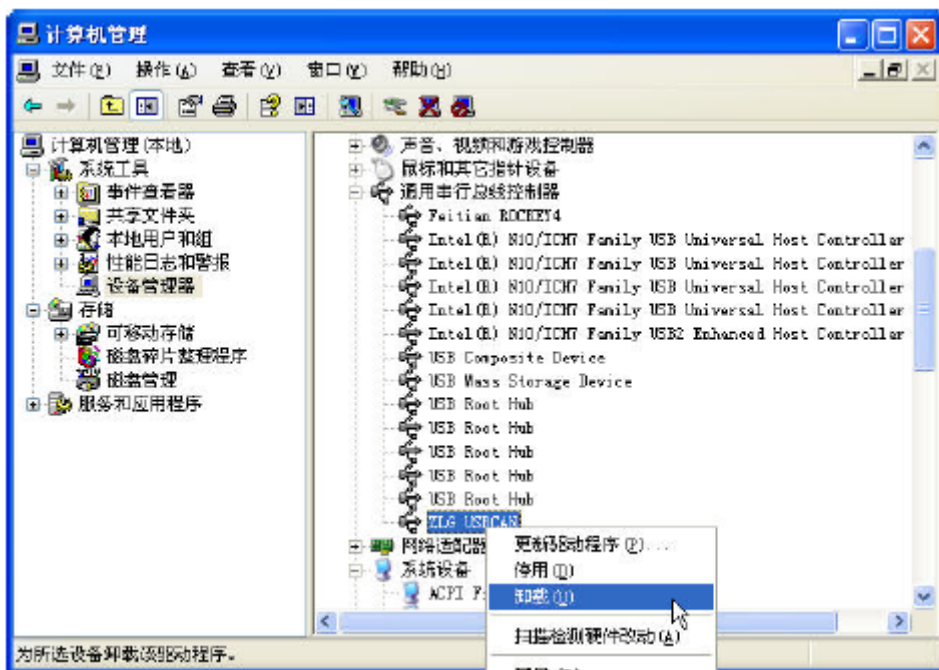 计算机管理
文件(F) 操作(A) 查看(V) 窗口(W) 帮助(H)
计算机管理(本地)
系统工具
事件查看器
共享文件夹
本地用户和组
性能日志和警报
设备管理器
存储
可移动存储
磁盘碎片整理程序
磁盘管理
服务和应用程序
声音、视频和游戏控制器
鼠标和其它指针设备
通用串行总线控制器
Feitian ROCKEY4
Intel(R) N10/ICH7 Family USB Universal Host Controller
Intel(R) N10/ICH7 Family USB Universal Host Controller
Intel(R) N10/ICH7 Family USB Universal Host Controller
Intel(R) N10/ICH7 Family USB Universal Host Controller
Intel(R) N10/ICH7 Family USB2 Enhanced Host Controller
USB Composite Device
USB Mass Storage Device
USB Root Hub
USB Root Hub
USB Root Hub
USB Root Hub
USB Root Hub
ZLG USBCAN
网络适配器
系统设备
ACPI F
更新驱动程序(P)...
停用(D)
卸载(U)
扫描检测硬件改动(A)
为所选设备卸载该驱动程序。